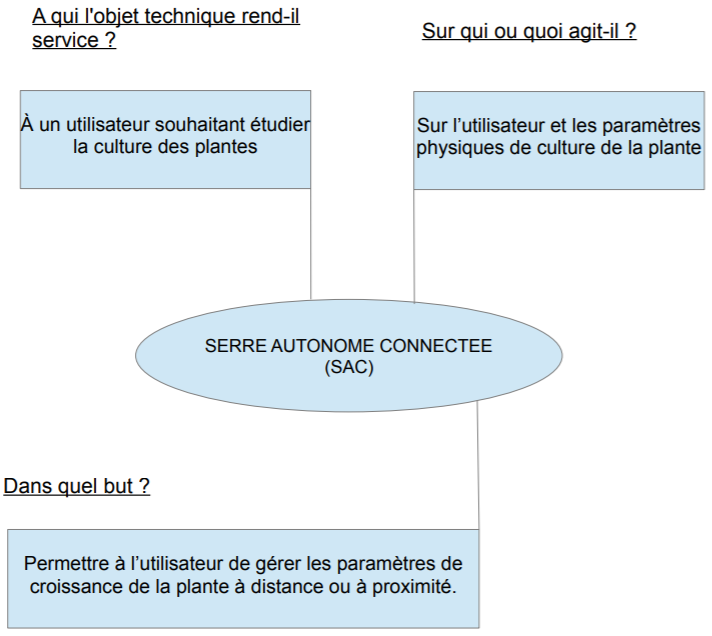 A qui l'objet technique rend-il
service ?
Sur qui ou quoi agit-il ?
À un utilisateur souhaitant étudier
la culture des plantes
Sur l'utilisateur et les paramètres
physiques de culture de la plante
SERRE AUTONOME CONNECTEE
(SAC)
Dans quel but ?
Permettre à l'utilisateur de gérer les paramètres de
croissance de la plante à distance ou à proximité.